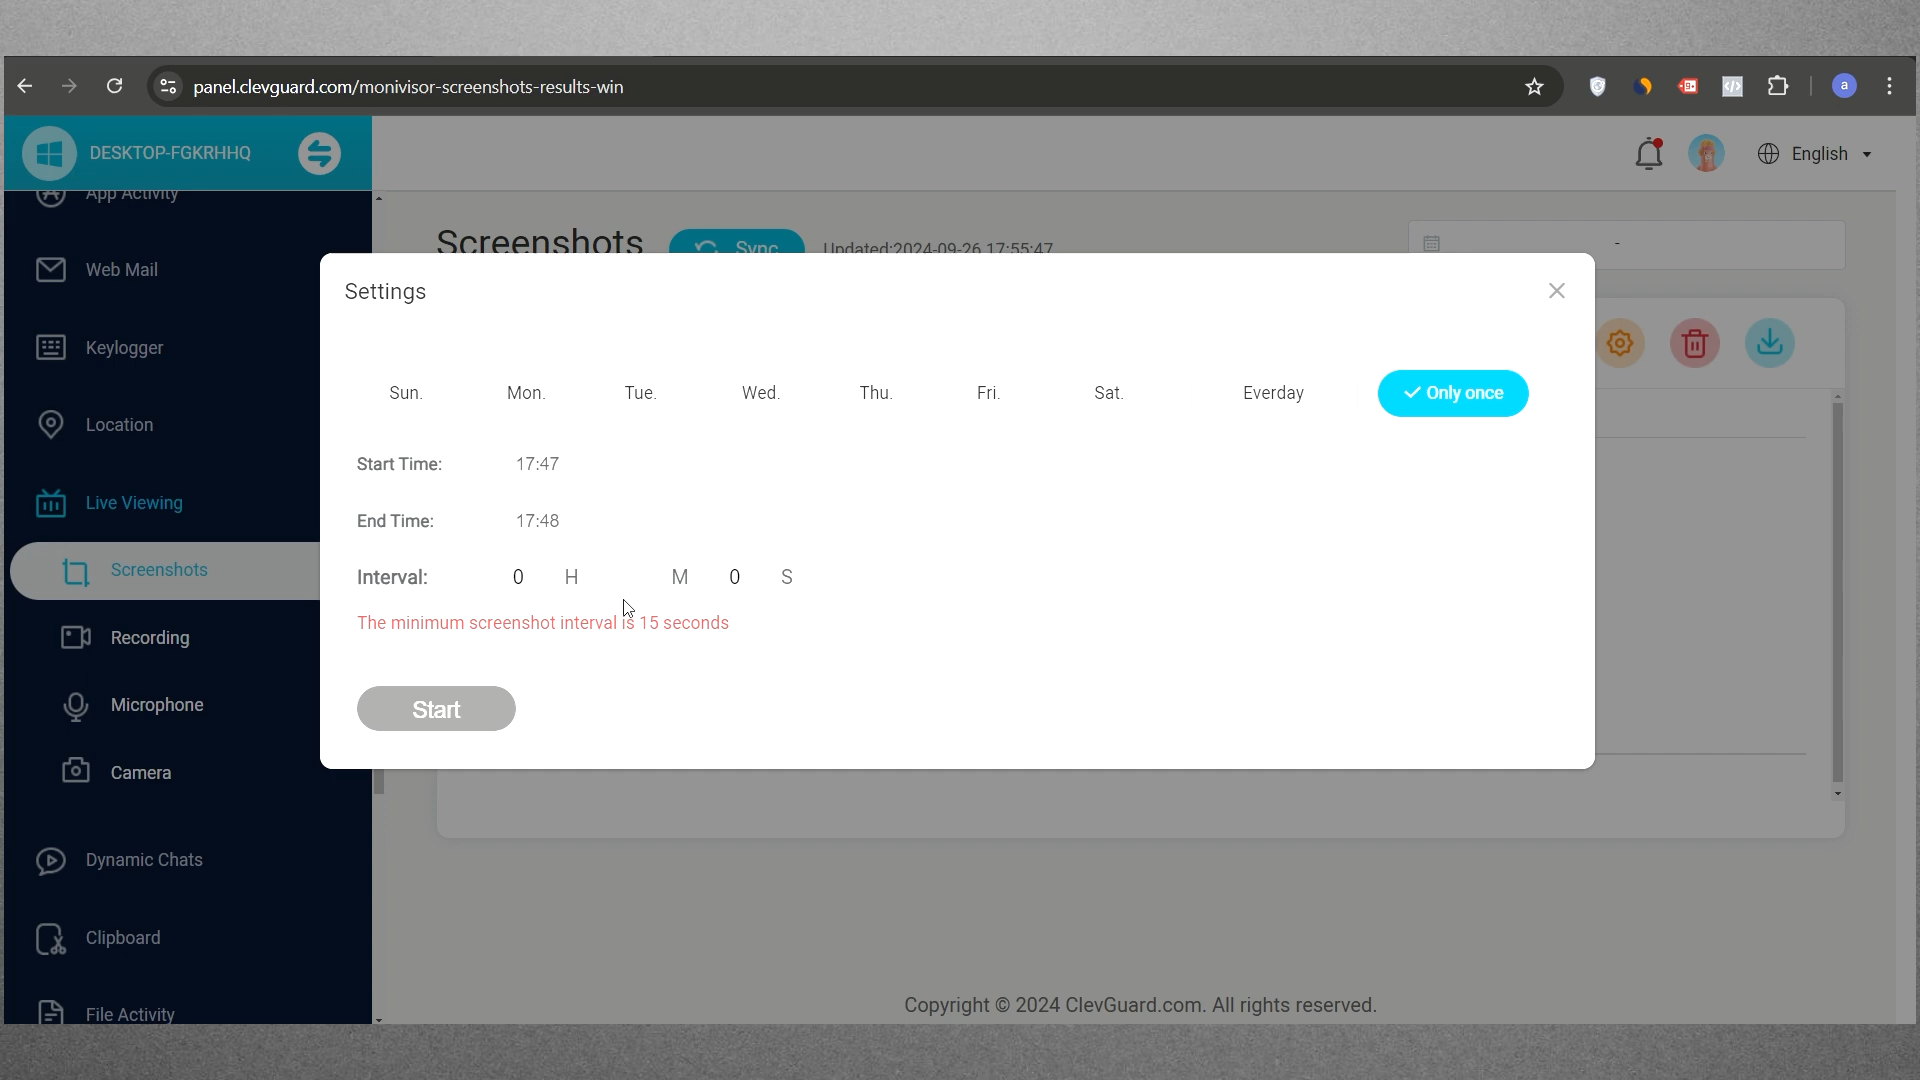 panel.clevguard.com/monivisor-screenshots-results-win
a
DESKTOP-FGKRHHQ
English
App Activity
Web Mail
Keylogger
Location
Live Viewing
Screenshots
Recording
Microphone
Camera
Dynamic Chats
Clipboard
File Activity
Screenshots
Sync
Updated:2024-09-26 17:55:47
-
Settings
Sun. Mon. Tue. Wed. Thu. Fri. Sat. Everday Only once
Start Time: 17:47
End Time: 17:48
Interval: 0 H M 0 S
The minimum screenshot interval is 15 seconds
Start
Copyright © 2024 ClevGuard.com. All rights reserved.